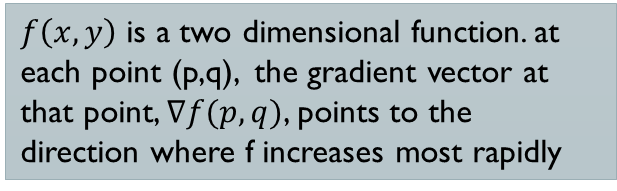 f(x, y) is a two dimensional function. at
each point (p,q), the gradient vector at
that point, ∇f(p, q), points to the
direction where f increases most rapidly